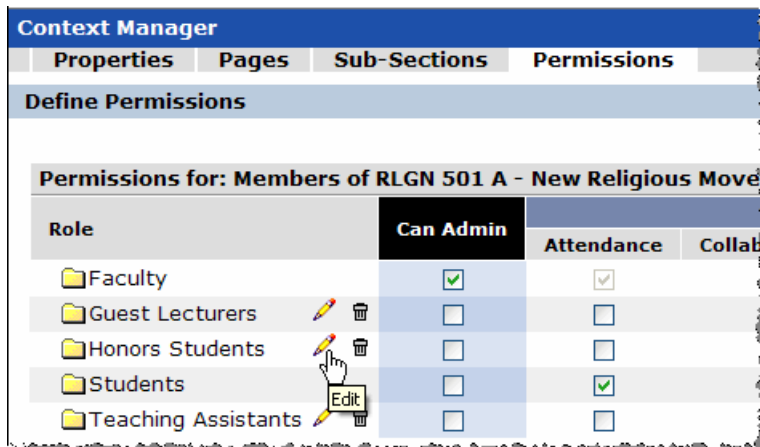 Context Manager
Properties Pages Sub-Sections Permissions
Define Permissions
Permissions for: Members of RLGN 501 A - New Religious Move
Role Can Admin
Attendance Collab
Faculty
Guest Lecturers
Honors Students
Students
Edit
Teaching Assistants